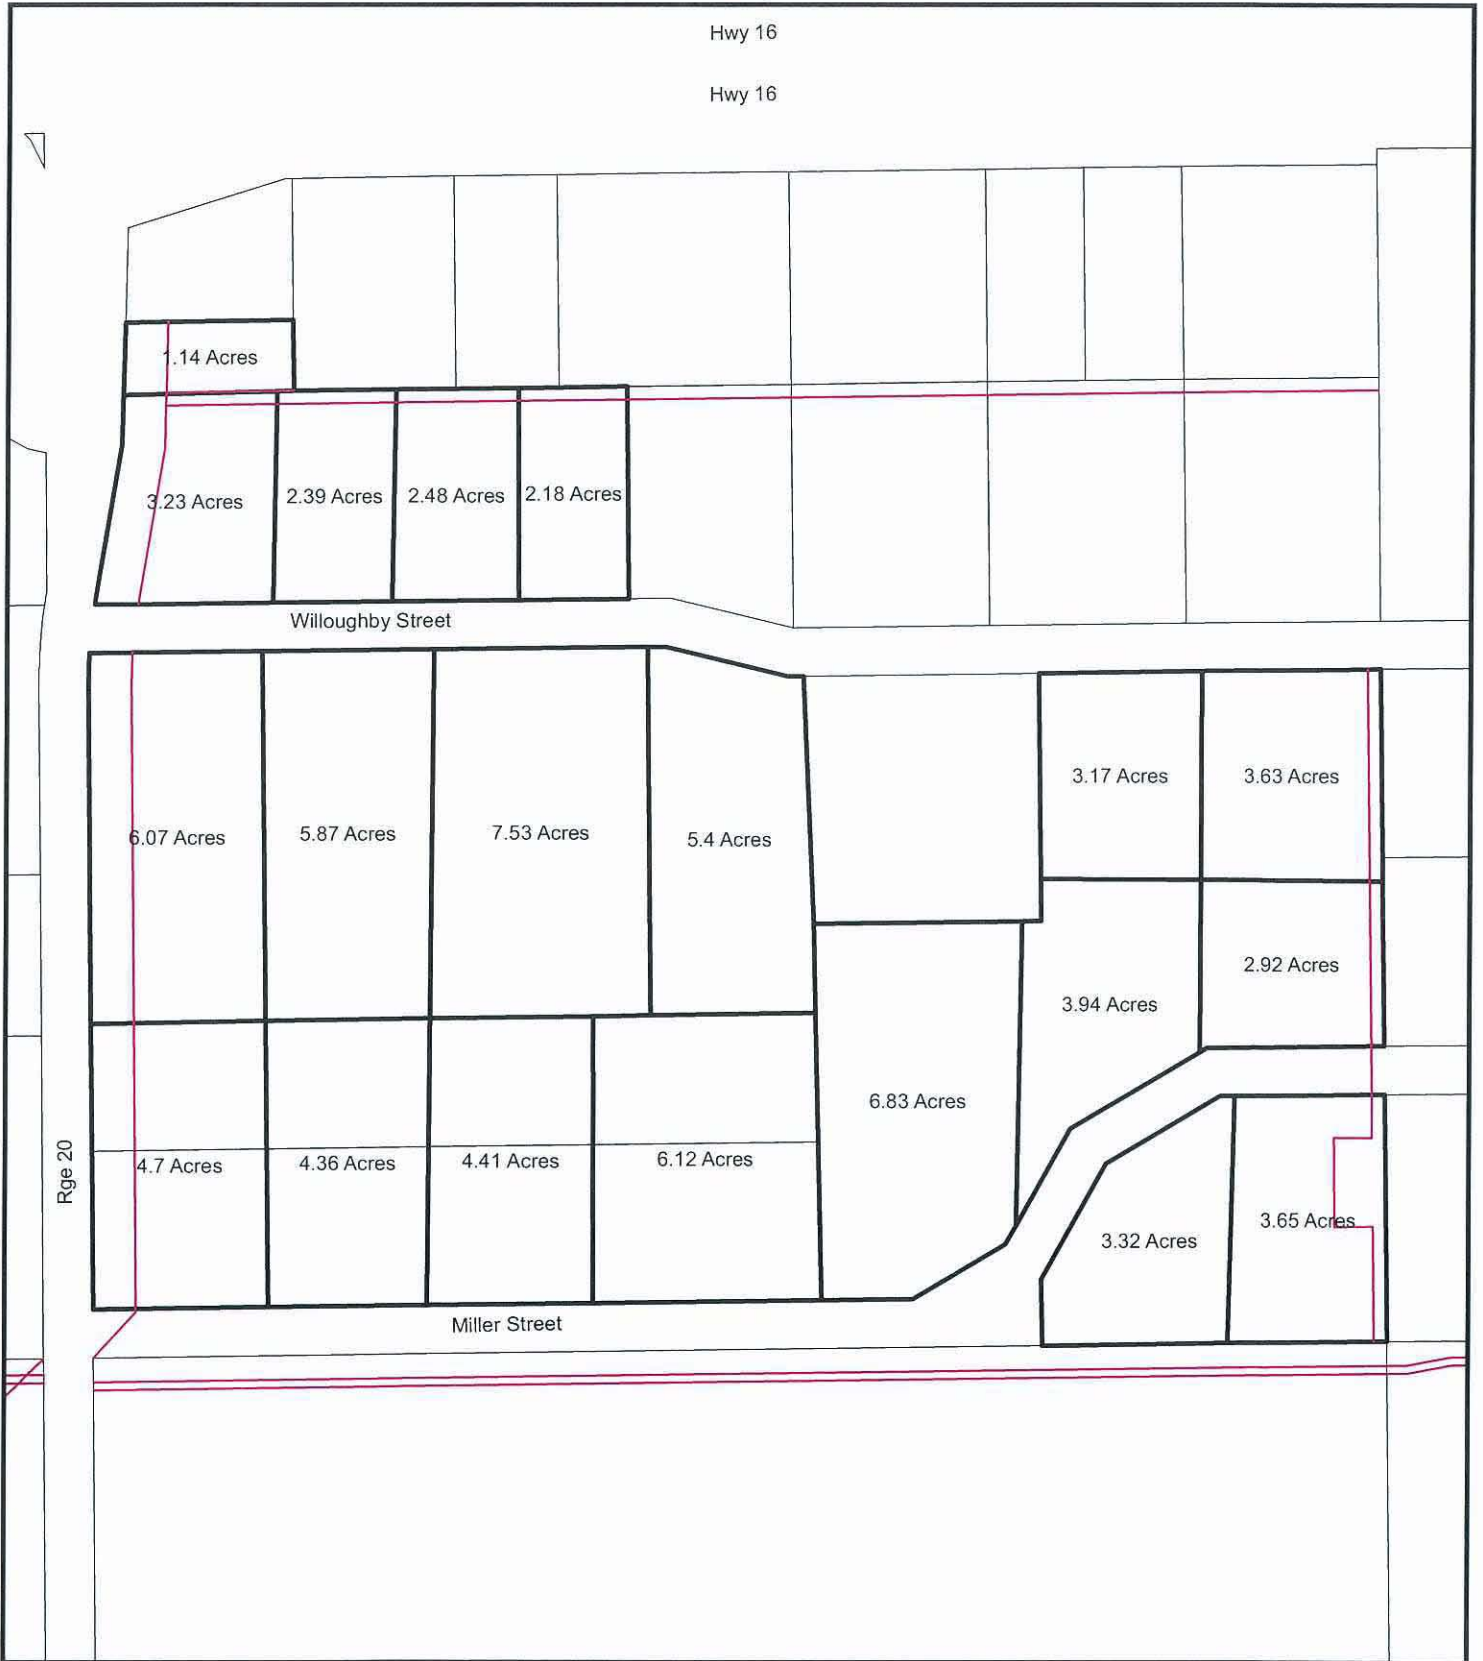 Hwy 16
Hwy 16
1.14 Acres
3.23 Acres
2.39 Acres
2.48 Acres
2.18 Acres
Willoughby Street
3.17 Acres
3.63 Acres
6.07 Acres
5.87 Acres
7.53 Acres
5.4 Acres
2.92 Acres
3.94 Acres
6.83 Acres
Rge 20
4.7 Acres
4.36 Acres
4.41 Acres
6.12 Acres
3.32 Acres
3.65 Acres
Miller Street